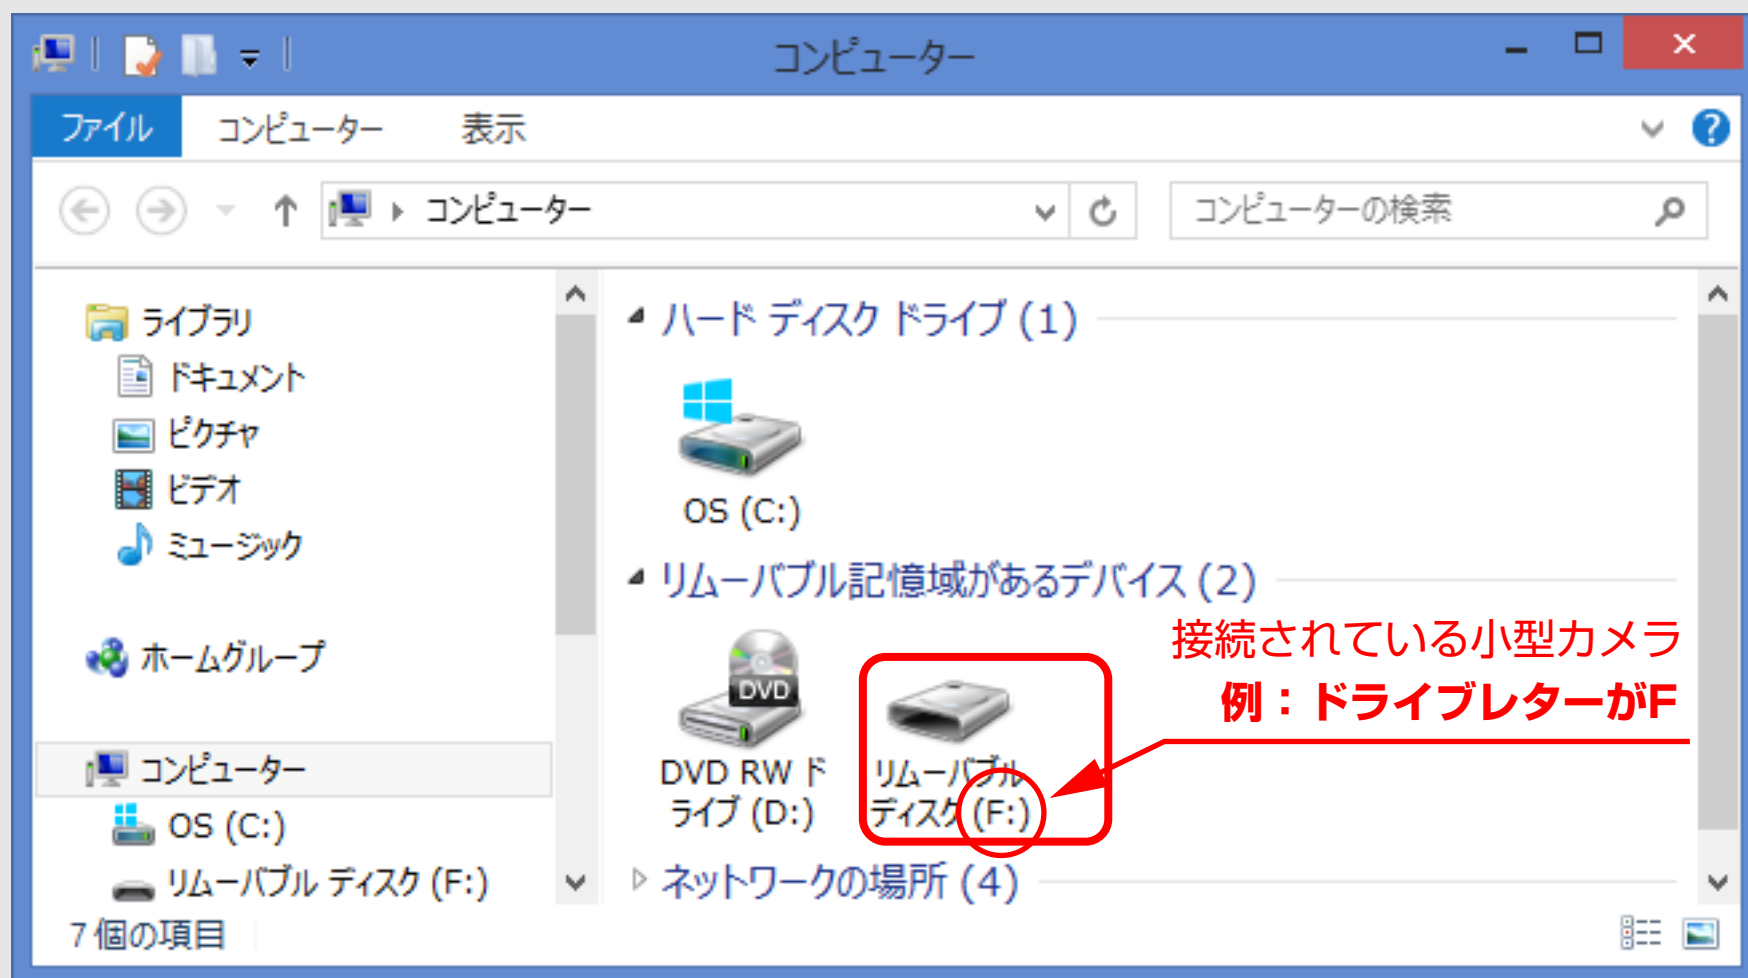 コンピューター
ファイル コンピューター 表示
コンピューター コンピューターの検索
ライブラリ
ドキュメント
ピクチャ
ビデオ
ミュージック
ホームグループ
コンピューター
OS (C:)
リムーバブル ディスク (F:)
ハード ディスク ドライブ (1)
OS (C:)
リムーバブル記憶域があるデバイス (2)
接続されている小型カメラ
例：ドライブレターがF
DVD
DVD RW ド
ライブ (D:)
リムーバブル
ディスク (F:)
ネットワークの場所 (4)
7 個の項目